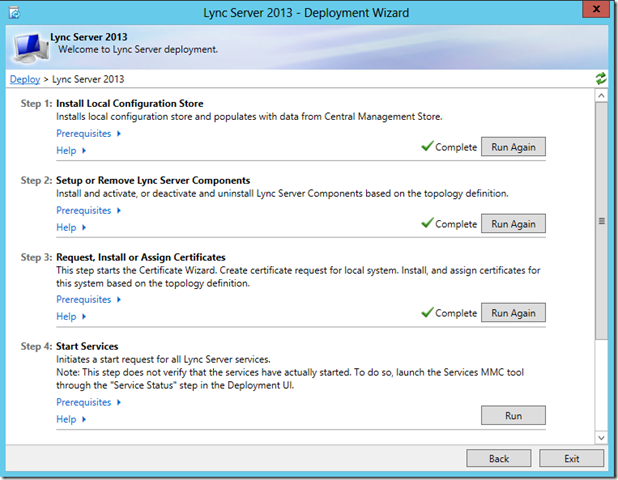 Lync Server 2013 - Deployment Wizard
x
Lync Server 2013
Welcome to Lync Server deployment.
Deploy > Lync Server 2013
Step 1: Install Local Configuration Store
Installs local configuration store and populates with data from Central Management Store.
Prerequisites
Help
Complete Run Again
Step 2: Setup or Remove Lync Server Components
Install and activate, or deactivate and uninstall Lync Server Components based on the topology definition.
Prerequisites
Help
Complete Run Again
Step 3: Request, Install or Assign Certificates
This step starts the Certificate Wizard. Create certificate request for local system. Install, and assign certificates for
this system based on the topology definition.
Prerequisites
Help
Complete Run Again
Step 4: Start Services
Initiates a start request for all Lync Server services.
Note: This step does not verify that the services have actually started. To do so, launch the Services MMC tool
through the "Service Status" step in the Deployment UI.
Prerequisites
Help
Run
Back Exit